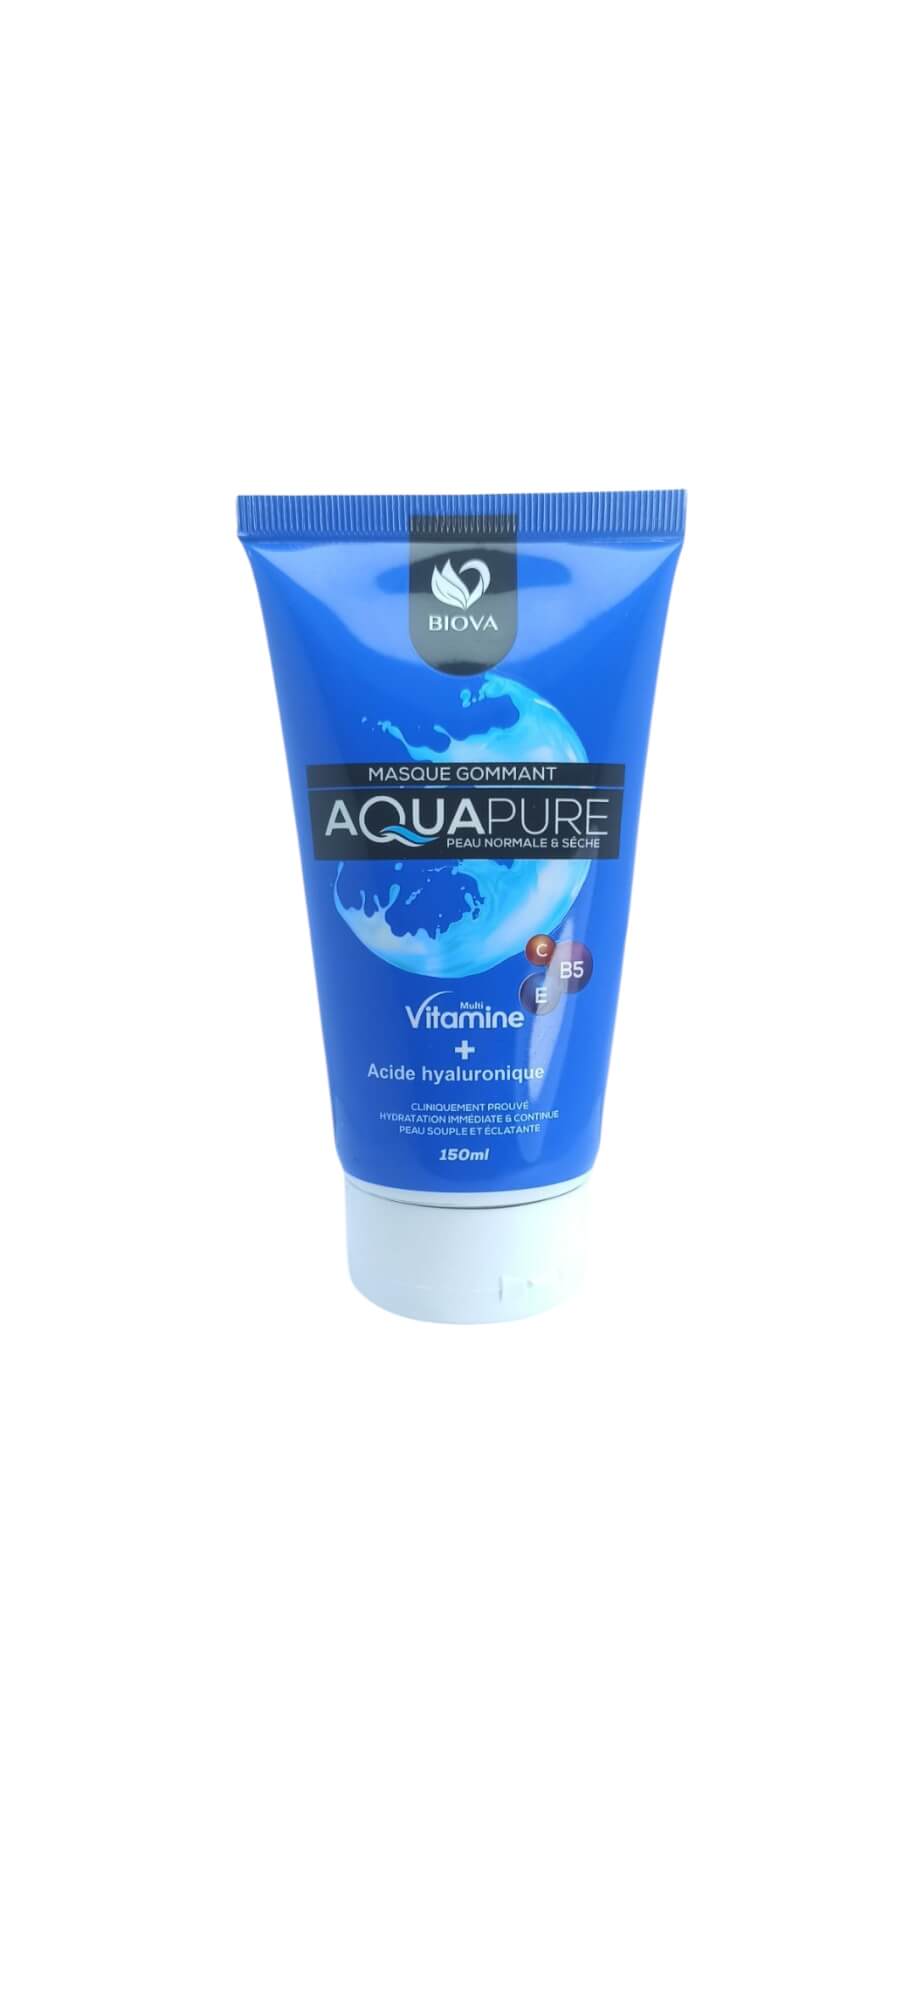 BIOVA
MASQUE GOMMANT
AQUAPURE
PEAU NORMALE & SÈCHE
C
B5
E
Multi
Vitamine
+
Acide hyaluronique
CLINIQUEMENT PROUVÉ
HYDRATATION IMMÉDIATE & CONTINUE
PEAU SOUPLE ET ÉCLATANTE
150ml